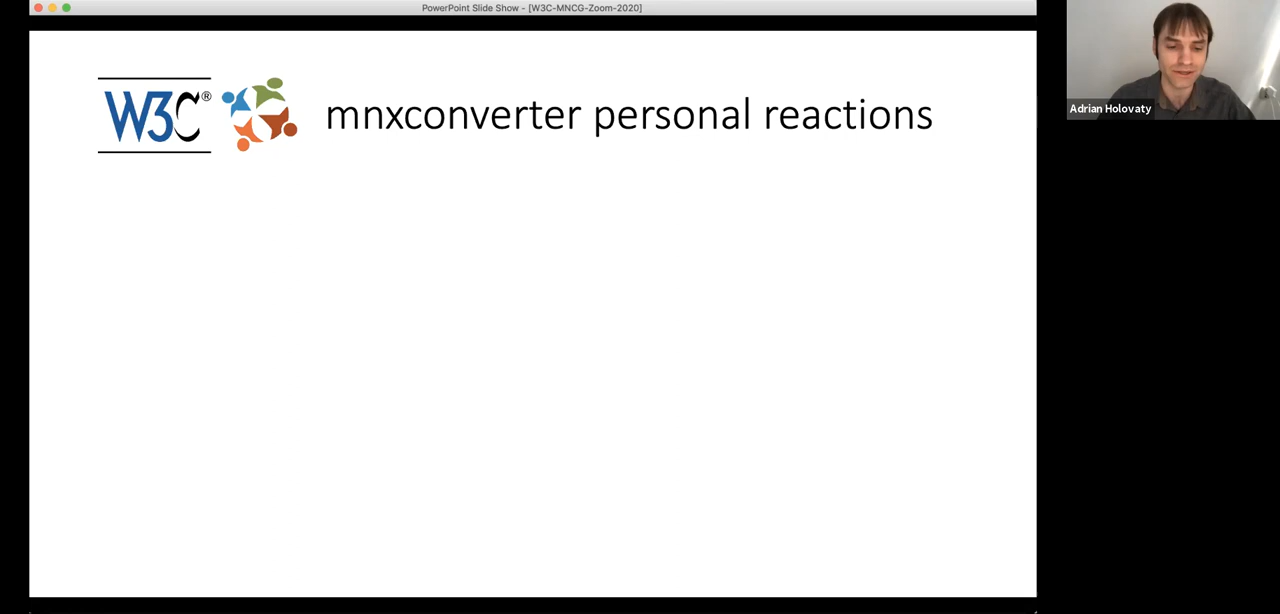 PowerPoint Slide Show - [W3C-MNCG-Zoom-2020]
W3C® mnxconverter personal reactions
Adrian Holovaty